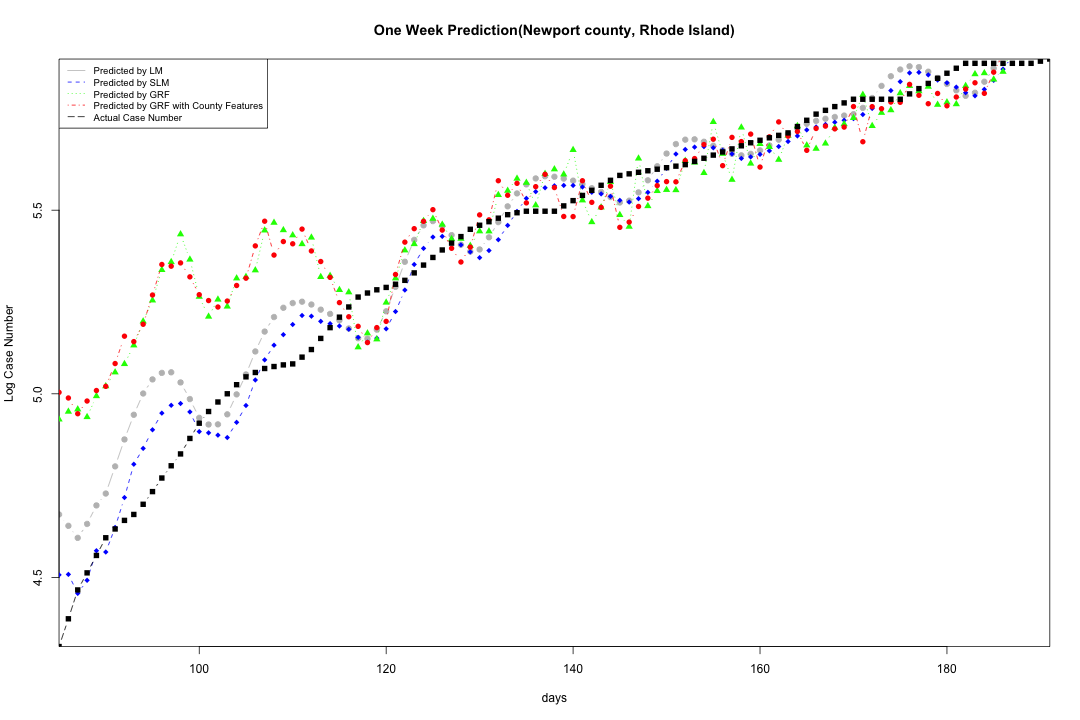 One Week Prediction(Newport county, Rhode Island)
Predicted by LM
Predicted by SLM
Predicted by GRF
Predicted by GRF with County Features
Actual Case Number
Log Case Number
5.5
5.0
4.5
100 120 140 160 180
days